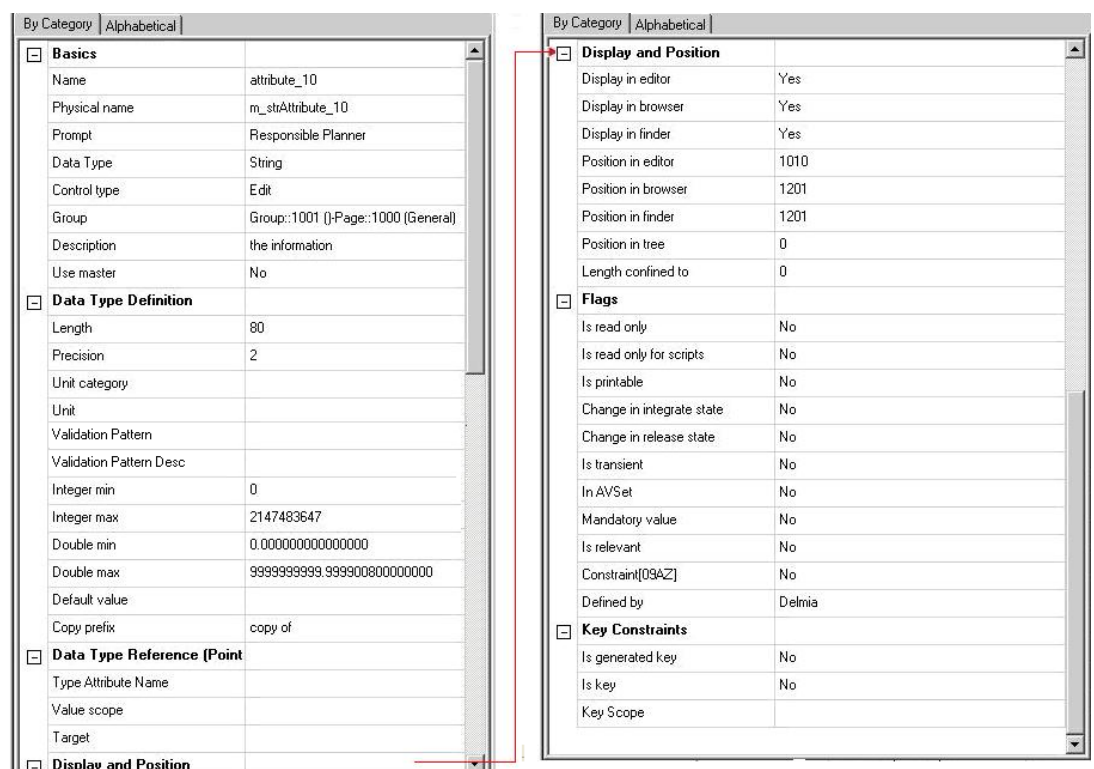 By Category Alphabetical
Basics
Name attribute_10
Physical name m_strAttribute_10
Prompt Responsible Planner
Data Type String
Control type Edit
Group Group::1001 ()-Page::1000 (General)
Description the information
Use master No
Data Type Definition
Length 80
Precision 2
Unit category
Unit
Validation Pattern
Validation Pattern Desc
Integer min 0
Integer max 2147483647
Double min 0.000000000000000
Double max 9999999999.999900800000000
Default value
Copy prefix copy of
Data Type Reference (Point
Type Attribute Name
Value scope
Target
Display and Position
By Category Alphabetical
Display and Position
Display in editor Yes
Display in browser Yes
Display in finder Yes
Position in editor 1010
Position in browser 1201
Position in finder 1201
Position in tree 0
Length confined to 0
Flags
Is read only No
Is read only for scripts No
Is printable No
Change in integrate state No
Change in release state No
Is transient No
In AVSet No
Mandatory value No
Is relevant No
Constraint[09AZ] No
Defined by Delmia
Key Constraints
Is generated key No
Is key No
Key Scope